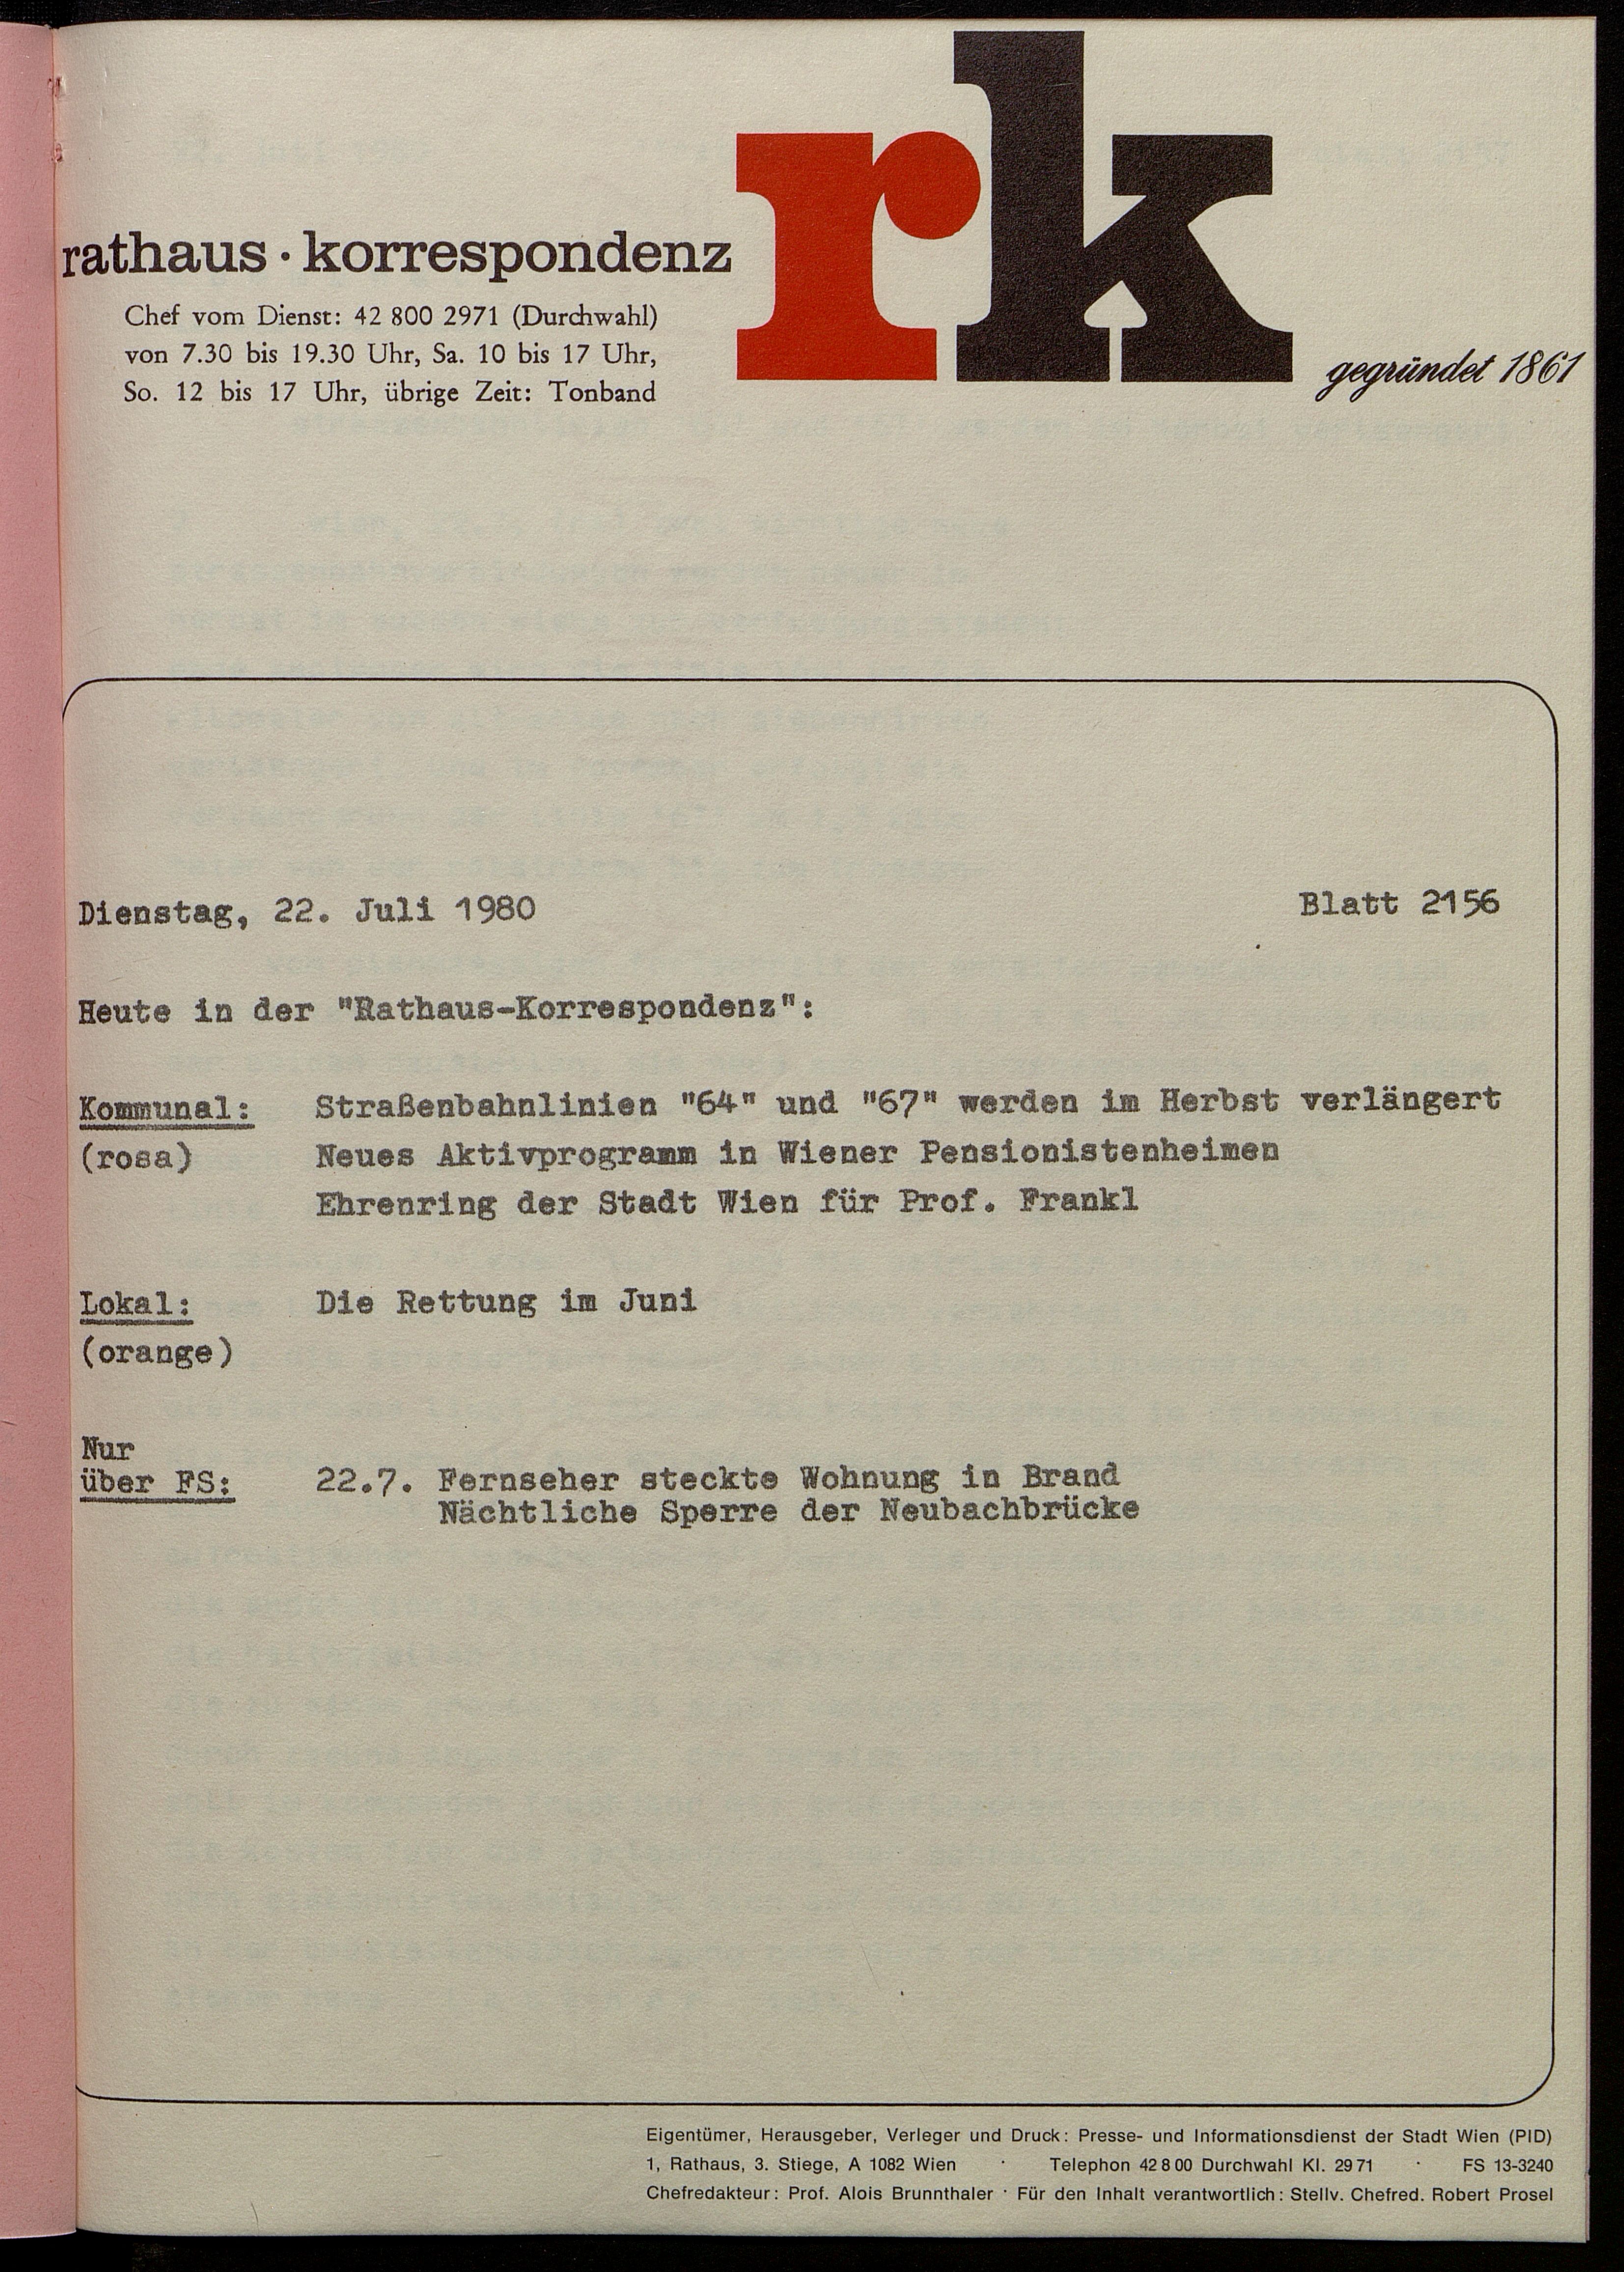 rk
rathaus · korrespondenz
Chef vom Dienst: 42 800 2971 (Durchwahl)
von 7.30 bis 19.30 Uhr, Sa. 10 bis 17 Uhr,
So. 12 bis 17 Uhr, übrige Zeit: Tonband
gegründet 1861
Dienstag, 22. Juli 1980 Blatt 2156
Heute in der "Rathaus-Korrespondenz":
Kommunal: Straßenbahnlinien "64" und "67" werden im Herbst verlängert
(rosa) Neues Aktivprogramm in Wiener Pensionistenheimen
Ehrenring der Stadt Wien für Prof. Frankl
Lokal: Die Rettung im Juni
(orange)
Nur
über FS: 22.7. Fernseher steckte Wohnung in Brand
Nächtliche Sperre der Neubachbrücke
Eigentümer, Herausgeber, Verleger und Druck: Presse- und Informationsdienst der Stadt Wien (PID)
1, Rathaus, 3. Stiege, A 1082 Wien · Telephon 42 8 00 Durchwahl Kl. 29 71 · FS 13-3240
Chefredakteur: Prof. Alois Brunnthaler · Für den Inhalt verantwortlich: Stellv. Chefred. Robert Prosel